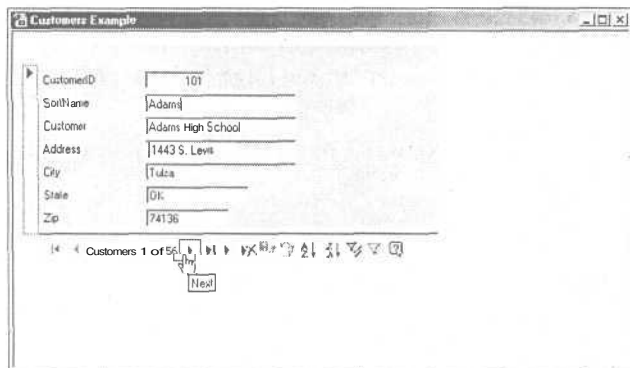 Customers Example
CustomerID 101
SortName Adams
Customer Adams High School
Address 1443 S. Lewis
City Tulsa
State OK
Zip 74136
Customers 1 of 56
Next